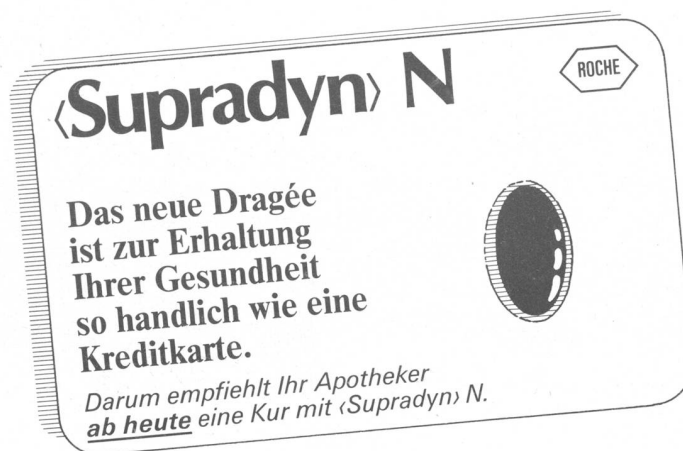 ‹Supradyn› N
ROCHE
Das neue Dragée
ist zur Erhaltung
Ihrer Gesundheit
so handlich wie eine
Kreditkarte.
Darum empfiehlt Ihr Apotheker
ab heute eine Kur mit ‹Supradyn› N.